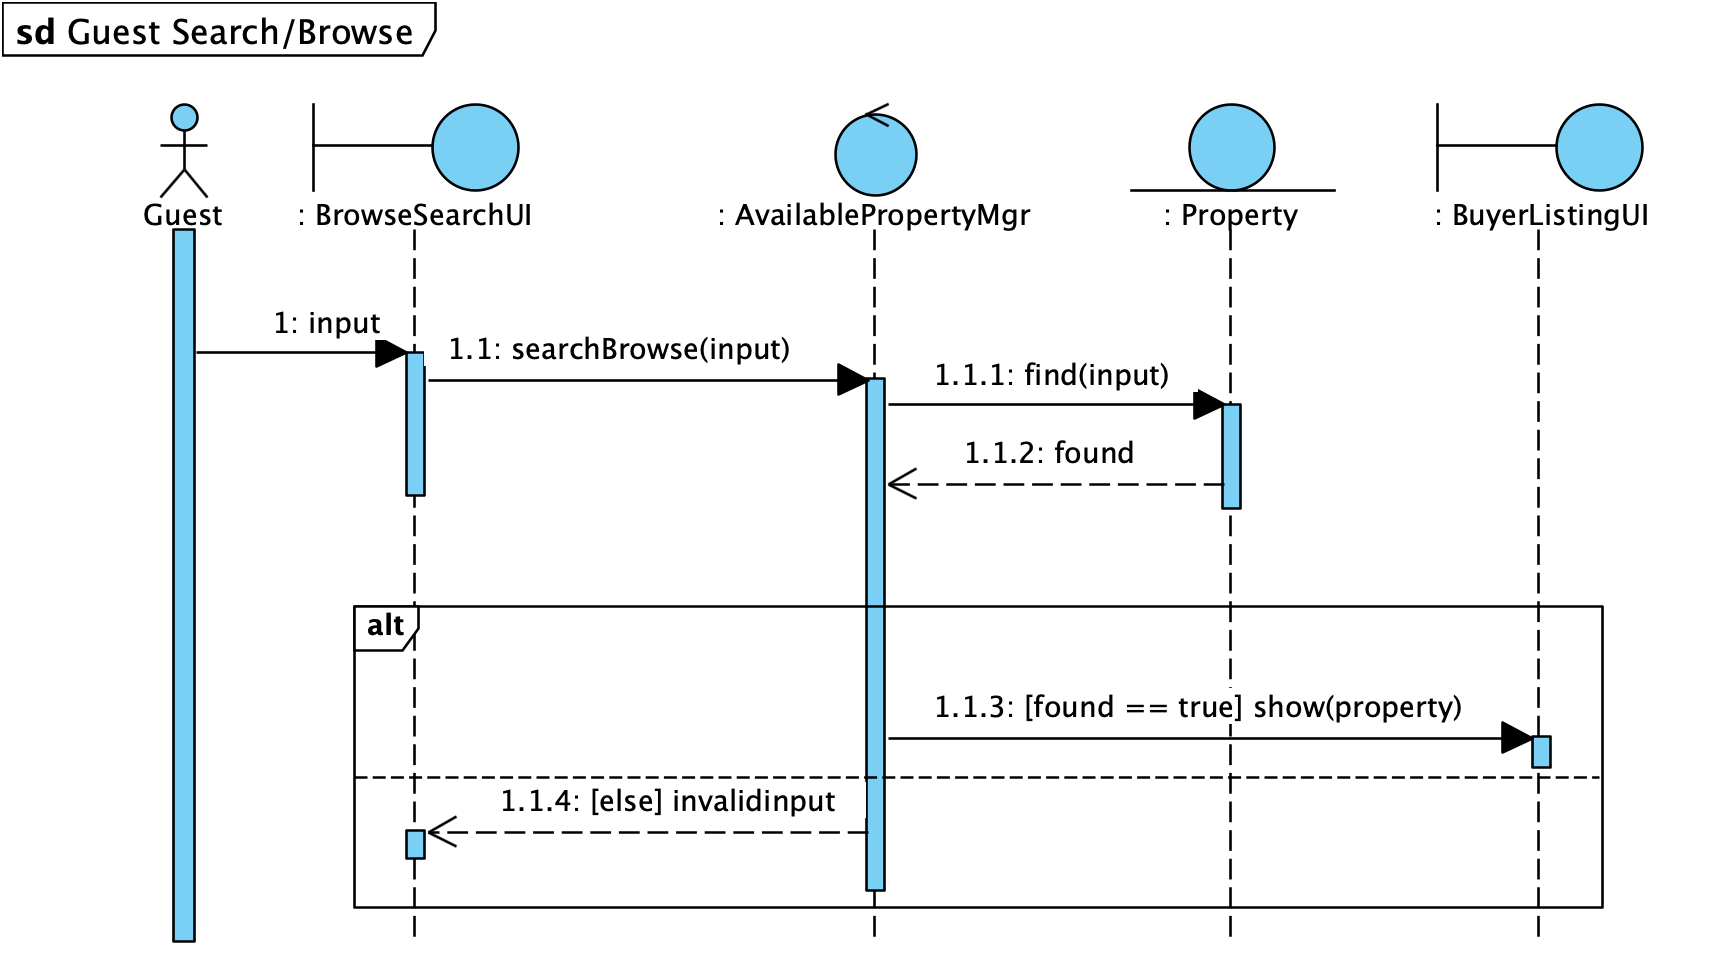 sd Guest Search/Browse
Guest
: BrowseSearchUI
: AvailablePropertyMgr
: Property
: BuyerListingUI
1: input
1.1: searchBrowse(input)
1.1.1: find(input)
1.1.2: found
alt
1.1.3: [found == true] show(property)
1.1.4: [else] invalidinput